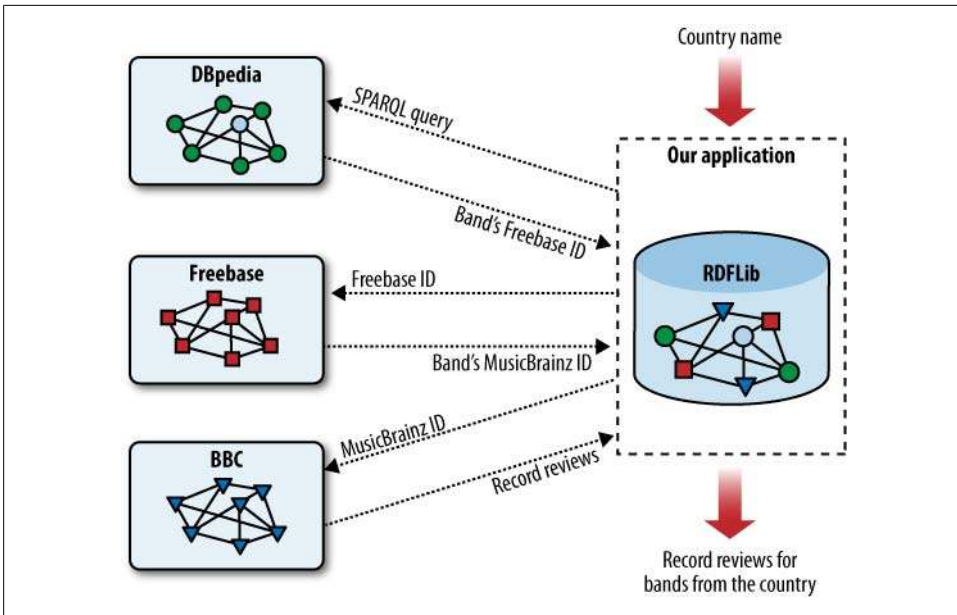 Country name
DBpedia
SPARQL query
Our application
Band's Freebase ID
Freebase
Freebase ID
RDFLib
Band's MusicBrainz ID
MusicBrainz ID
BBC
Record reviews
Record reviews for
bands from the country